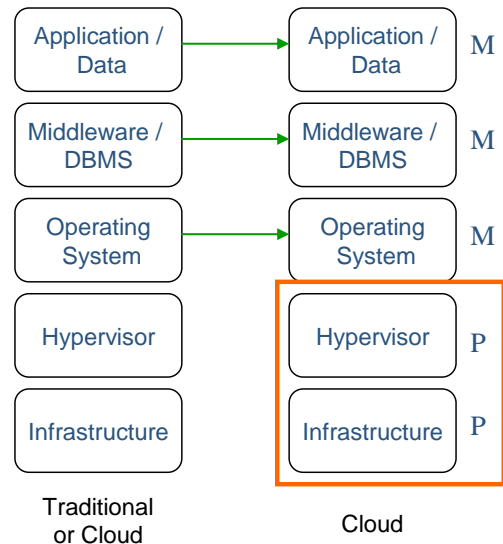 Application /
Data
Application /
Data
M
Middleware /
DBMS
Middleware /
DBMS
M
Operating
System
Operating
System
M
Hypervisor
Hypervisor
P
Infrastructure
Infrastructure
P
Traditional
or Cloud
Cloud